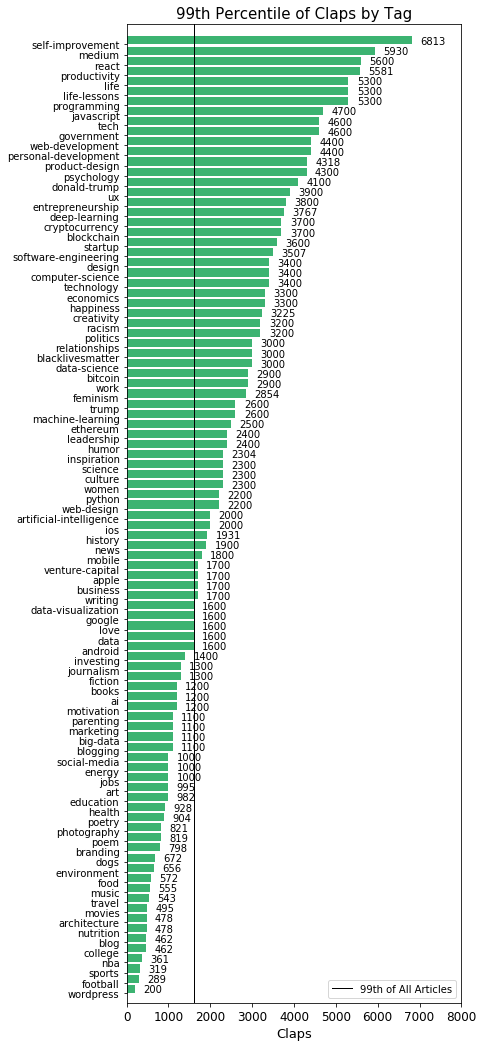 99th Percentile of Claps by Tag
self-improvement 6813
medium 5930
react 5600
productivity 5581
life 5300
life-lessons 5300
programming 5300
javascript 4700
tech 4600
government 4600
web-development 4400
personal-development 4400
product-design 4318
psychology 4300
donald-trump 4100
ux 3900
entrepreneurship 3800
deep-learning 3767
cryptocurrency 3700
blockchain 3700
startup 3600
software-engineering 3507
design 3400
computer-science 3400
technology 3400
economics 3300
happiness 3300
creativity 3225
racism 3200
politics 3200
relationships 3000
blacklivesmatter 3000
data-science 3000
bitcoin 2900
work 2900
feminism 2854
trump 2600
machine-learning 2600
ethereum 2500
leadership 2400
humor 2400
inspiration 2304
science 2300
culture 2300
women 2300
python 2200
web-design 2200
artificial-intelligence 2000
ios 2000
history 1931
news 1900
mobile 1800
venture-capital 1700
apple 1700
business 1700
writing 1700
data-visualization 1600
google 1600
love 1600
data 1600
android 1600
investing 1400
journalism 1300
fiction 1300
books 1200
ai 1200
motivation 1200
parenting 1100
marketing 1100
big-data 1100
blogging 1100
social-media 1000
energy 1000
jobs 1000
art 995
education 982
health 928
poetry 904
photography 821
poem 819
branding 798
dogs 672
environment 656
food 572
music 555
travel 543
movies 495
architecture 478
nutrition 478
blog 462
college 462
nba 361
sports 319
football 289
wordpress 200
99th of All Articles
0 1000 2000 3000 4000 5000 6000 7000 8000
Claps